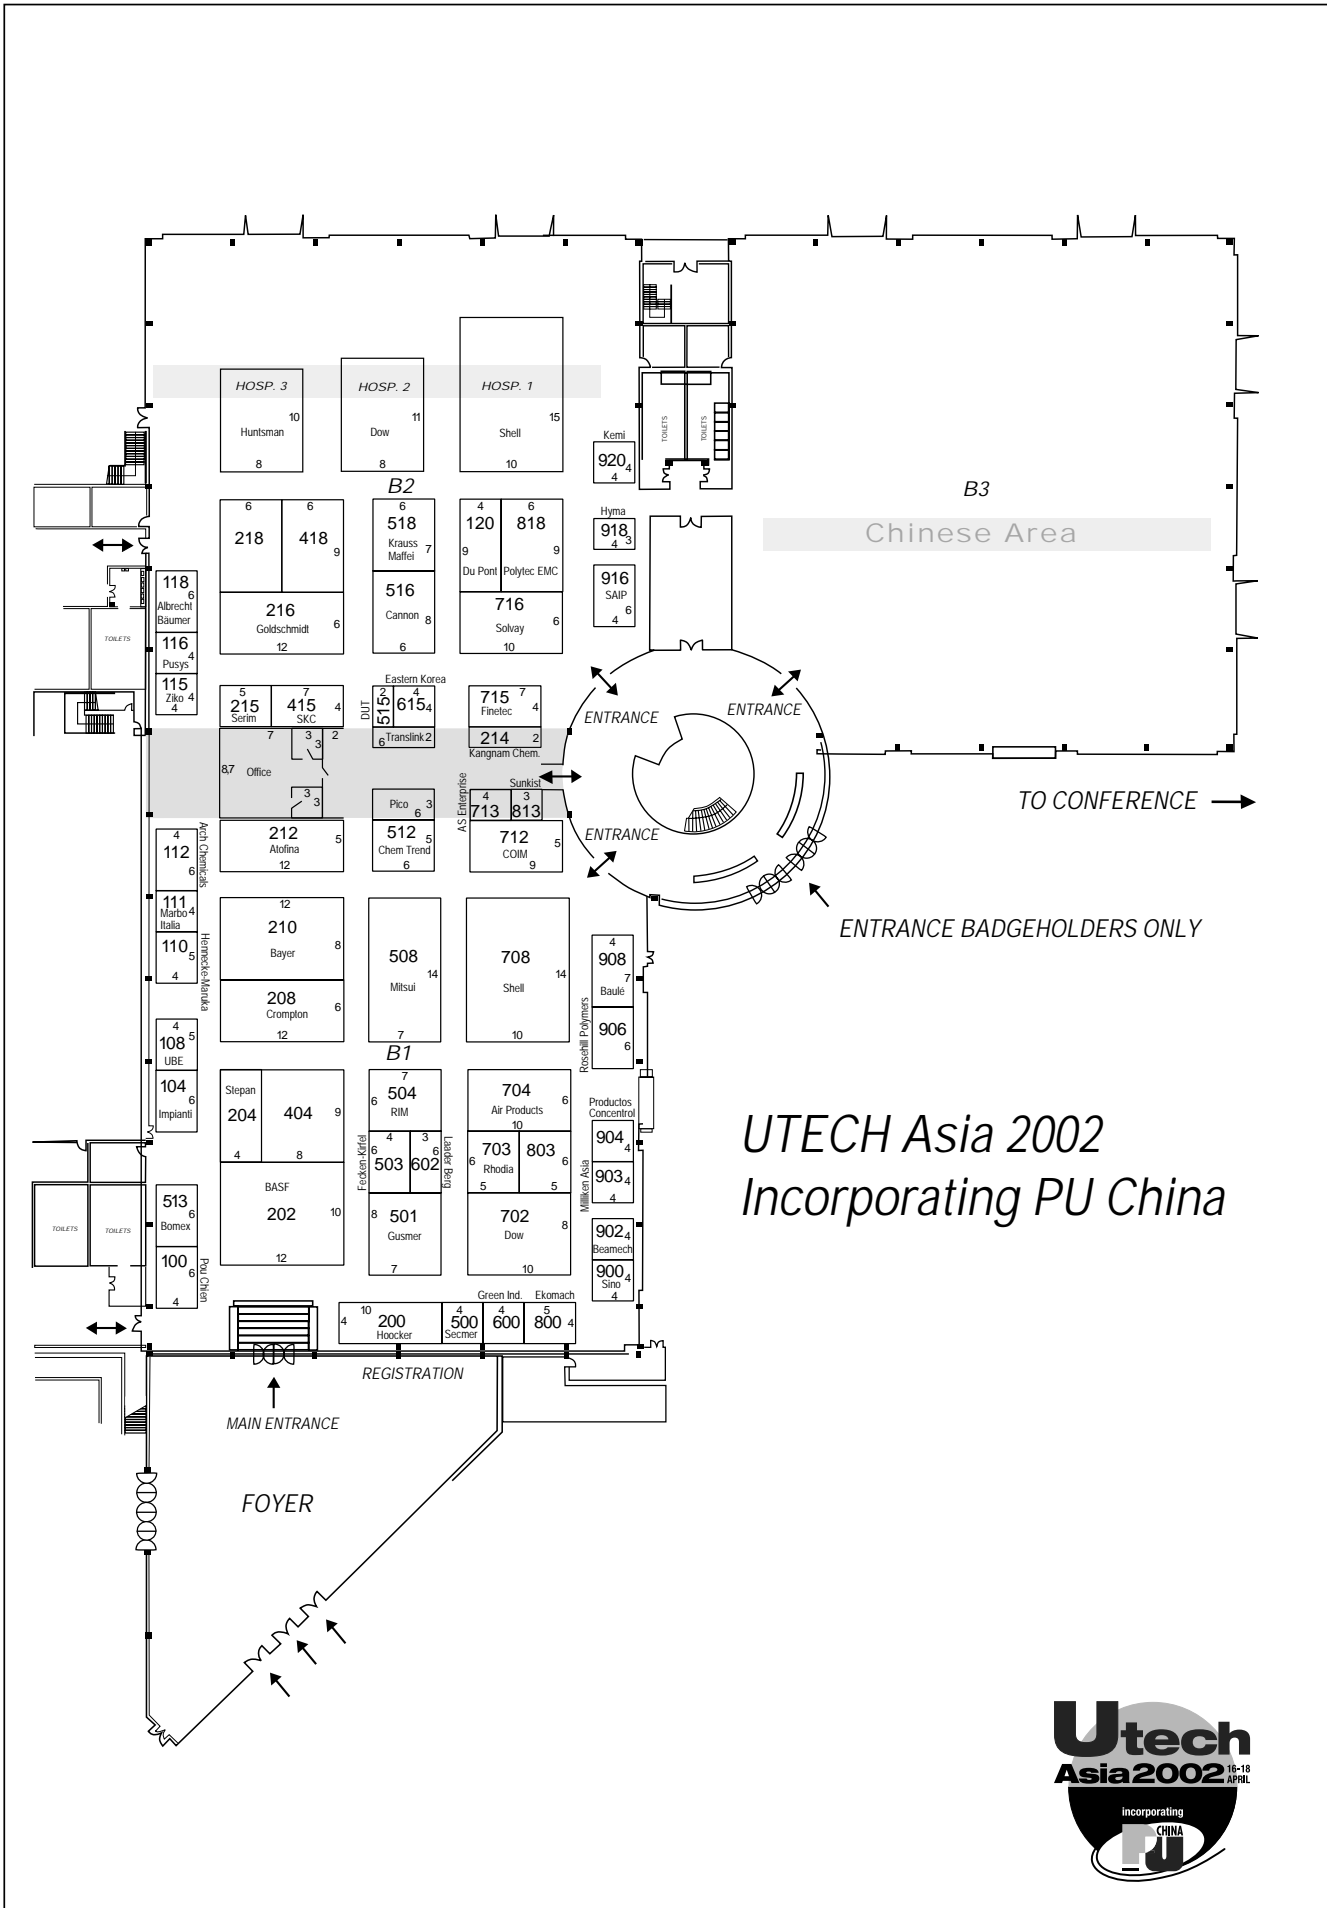 HOSP. 3
HOSP. 2
HOSP. 1
10
11
15
Huntsman
Dow
Shell
8
8
10
Kemi
920
4
4
TOILETS
TOILETS
B2
B3
Chinese Area
6
6
6
4
6
218
418
518
120
818
9
Krauss
Maffei
7
9
9
Du Pont
Polytec EMC
Hyma
918
4
3
916
SAIP
6
4
118
6
Albrecht
Bäumer
216
Goldschmidt
6
12
516
Cannon
8
6
716
Solvay
6
10
TOILETS
116
4
Pusys
115
Ziko
4
4
5
215
Serim
7
415
4
SKC
Eastern Korea
DUT
2
515
4
615
4
6
Translink
2
715
7
Finetec
4
214
2
Kangnam Chem.
ENTRANCE
ENTRANCE
ENTRANCE
7
3
3
2
8,7
Office
3
3
Pico
3
6
AS Enterprise
Sunkist
4
713
3
813
TO CONFERENCE
ENTRANCE BADGEHOLDERS ONLY
4
112
6
Arch Chemicals
212
Atofina
5
12
512
5
Chem Trend
6
712
5
COIM
9
111
Marbo
4
Italia
110
5
4
Hennecke-Maruka
12
210
8
Bayer
208
Crompton
6
12
508
14
Mitsui
7
708
14
Shell
10
4
908
7
Baulé
Rosehill Polymers
906
6
B1
4
108
5
UBE
104
6
Impianti
Stepan
204
4
404
9
8
7
504
6
RIM
704
6
Air Products
10
Productos
Concentrol
904
4
Fecken-Kirfel
4
6
503
3
6
602
Laader Berg
703
6
Rhodia
5
803
6
5
Milliken Asia
903
4
4
UTECH Asia 2002
Incorporating PU China
513
6
Bomex
BASF
202
10
12
8
501
Gusmer
7
702
8
Dow
10
902
4
Beamech
900
4
Sino
4
TOILETS
TOILETS
100
6
4
Pou Chien
Green Ind.
Ekomach
10
4
200
Hoocker
4
500
Secmer
4
600
5
800
4
REGISTRATION
MAIN ENTRANCE
FOYER
Utech
Asia2002
16-18
APRIL
incorporating
CHINA
PU